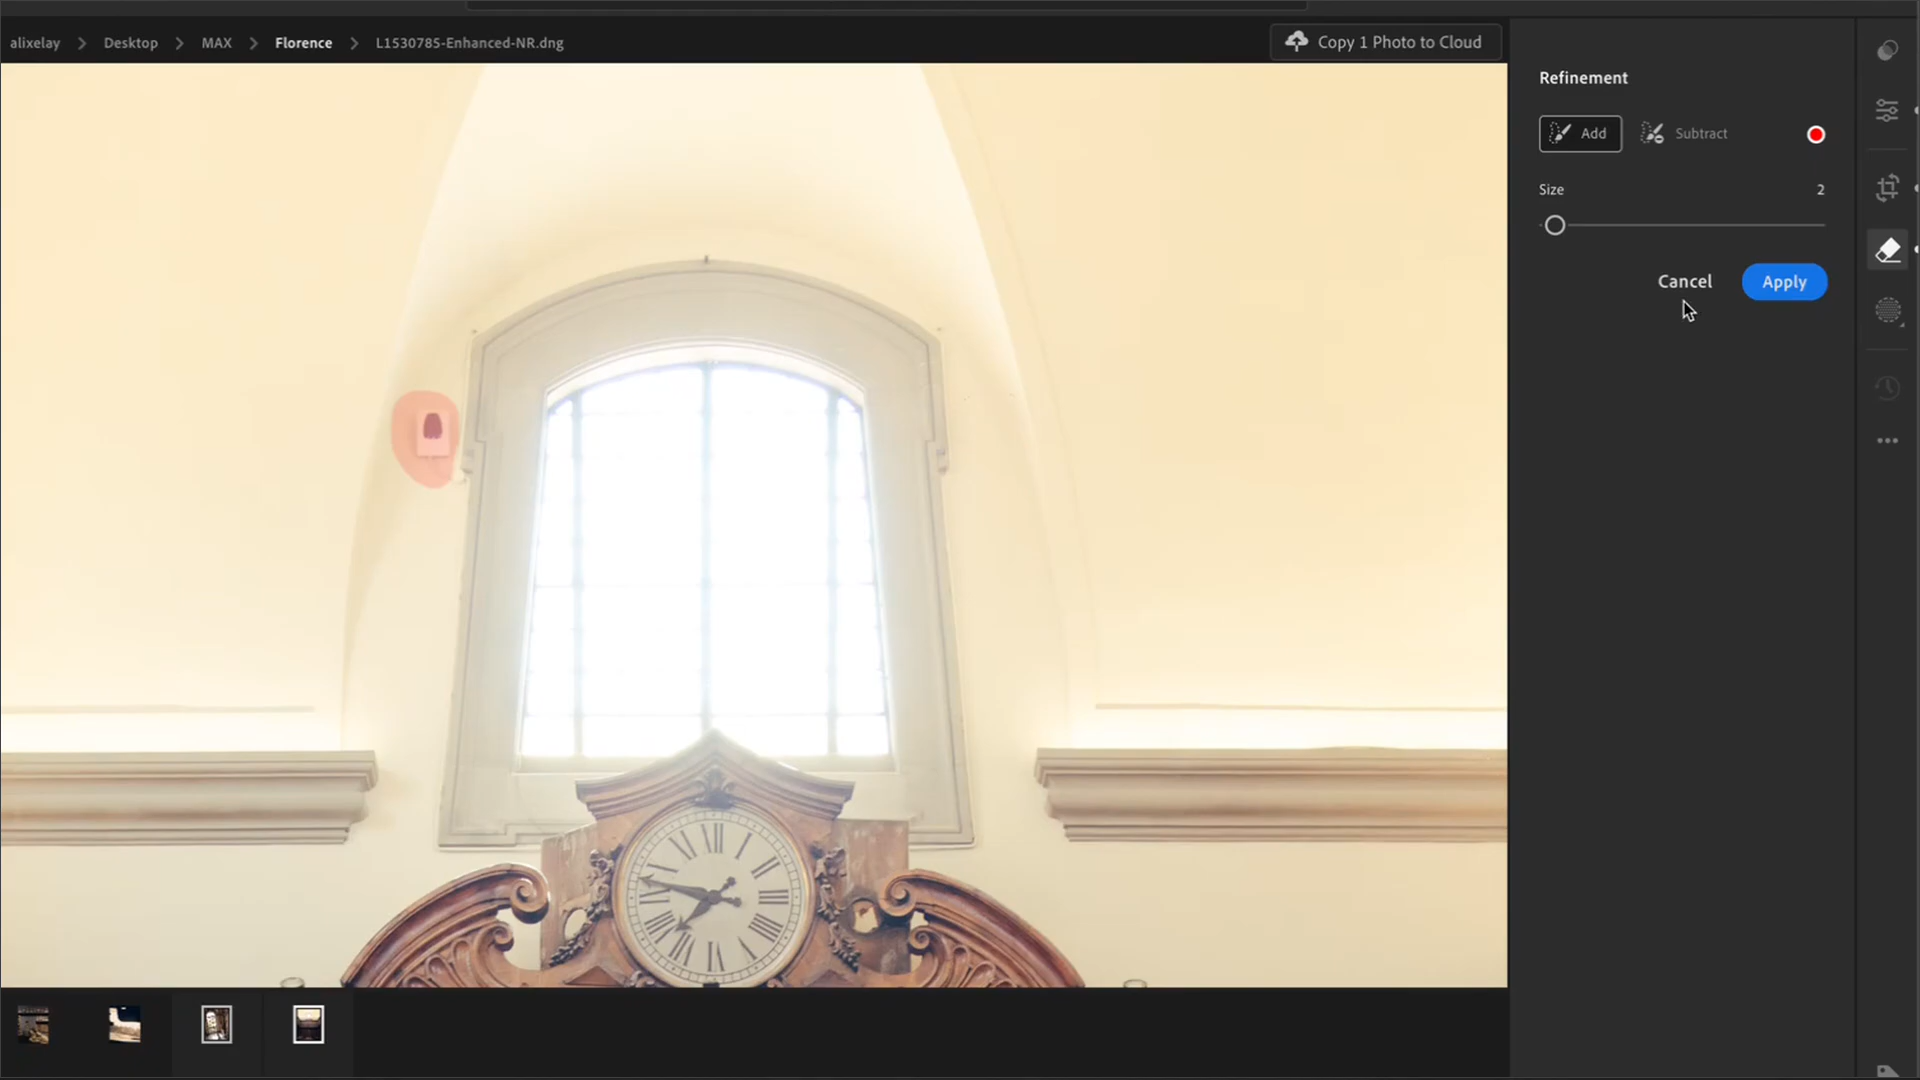 alixelay > Desktop > MAX > Florence > L1530785-Enhanced-NR.dng
Copy 1 Photo to Cloud
Refinement
Add
Subtract
Size
2
Cancel
Apply